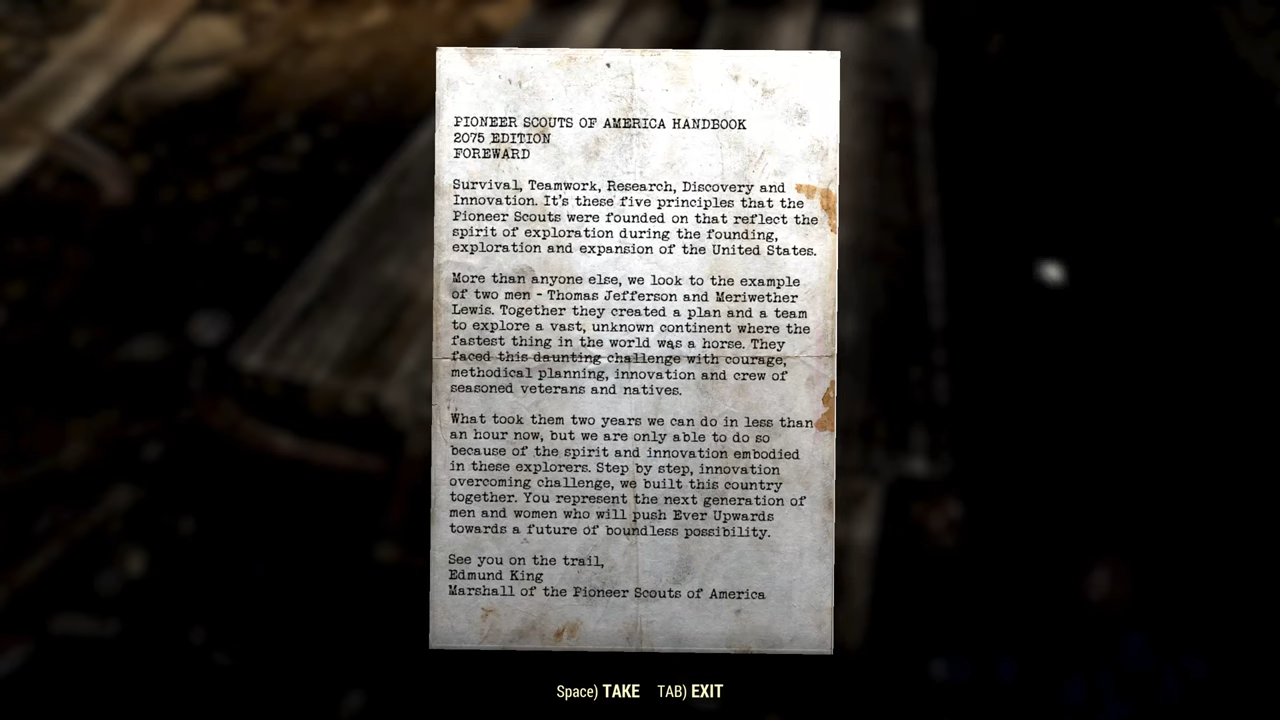 PIONEER SCOUTS OF AMERICA HANDBOOK
2075 EDITION
FOREWARD
Survival, Teamwork, Research, Discovery and
Innovation. It's these five principles that the
Pioneer Scouts were founded on that reflect the
spirit of exploration during the founding,
exploration and expansion of the United States.
More than anyone else, we look to the example
of two men - Thomas Jefferson and Meriwether
Lewis. Together they created a plan and a team
to explore a vast, unknown continent where the
fastest thing in the world was a horse. They
faced this daunting challenge with courage,
methodical planning, innovation and crew of
seasoned veterans and natives.
What took them two years we can do in less than
an hour now, but we are only able to do so
because of the spirit and innovation embodied
in these explorers. Step by step, innovation
overcoming challenge, we built this country
together. You represent the next generation of
men and women who will push Ever Upwards
towards a future of boundless possibility.
See you on the trail,
Edmund King
Marshall of the Pioneer Scouts of America
Space) TAKE TAB) EXIT